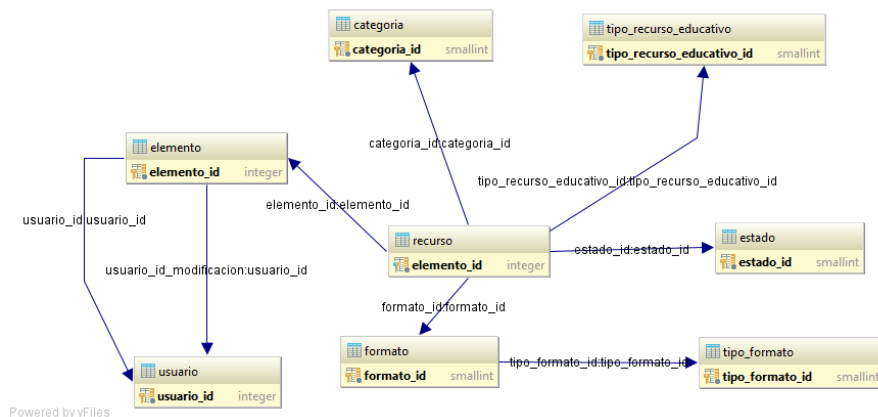 categoria
categoria_id smallint
tipo_recurso_educativo
tipo_recurso_educativo_id smallint
categoria_id:categoria_id
elemento
elemento_id integer
tipo_recurso_educativo_id:tipo_recurso_educativo_id
elemento_id:elemento_id
usuario_id:usuario_id
recurso
elemento_id integer
estado_id:estado_id
estado
estado_id smallint
usuario_id_modificacion:usuario_id
formato_id:formato_id
formato
formato_id smallint
tipo_formato_id:tipo_formato_id
tipo_formato
tipo_formato_id smallint
usuario
usuario_id integer
Powered by yFiles